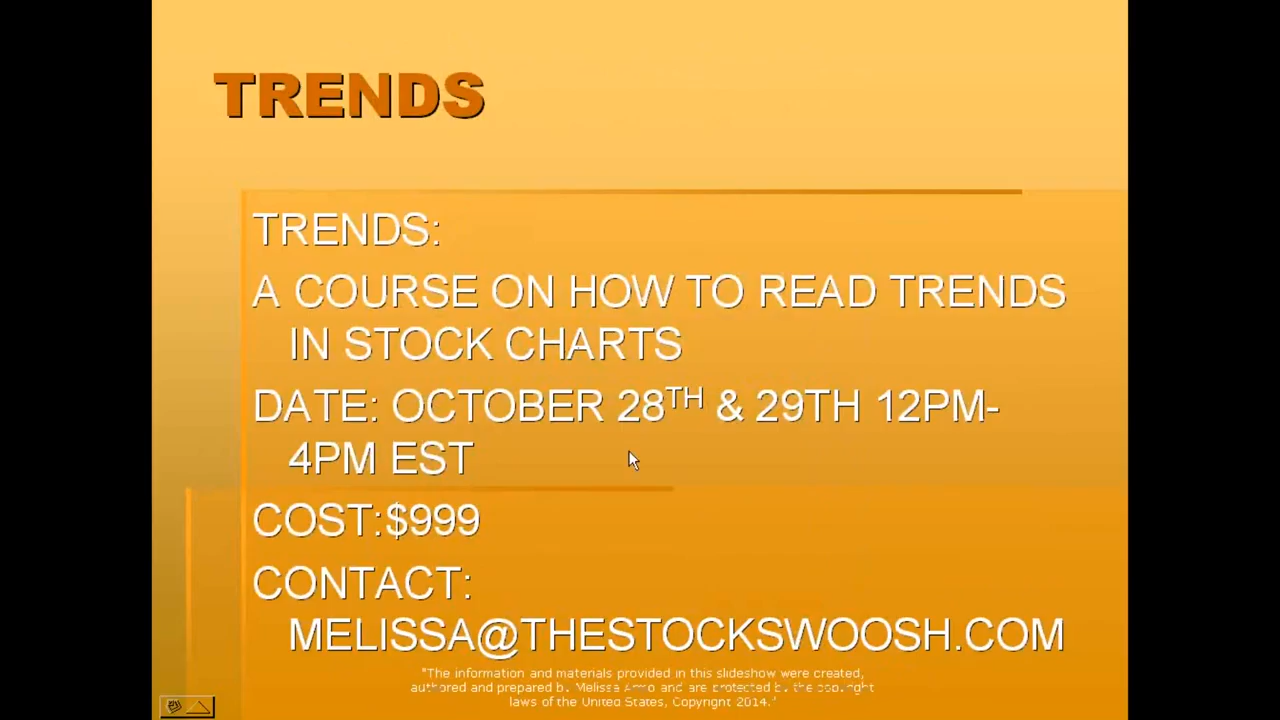 TRENDS
TRENDS:
A COURSE ON HOW TO READ TRENDS
IN STOCK CHARTS
DATE: OCTOBER 28TH & 29TH 12PM-
4PM EST
COST:$999
CONTACT:
MELISSA@THESTOCKSWOOSH.COM
"The information and materials provided in this slideshow were created,
authored and prepared by Melissa and are protected by the copyright
laws of the United States, Copyright 2014."